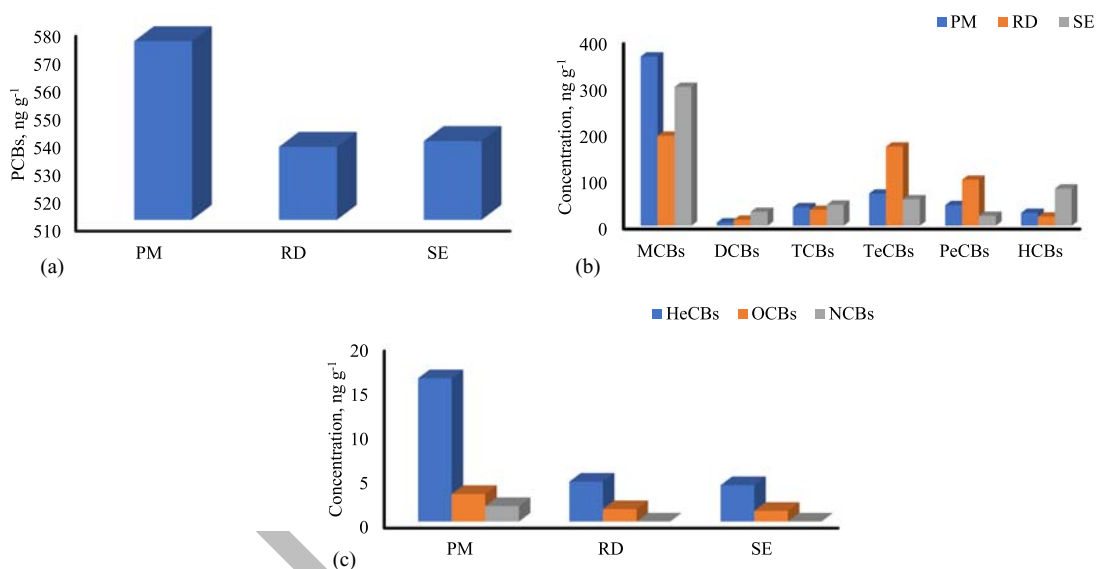 580
570
560
550
540
530
520
510
PCBs, ng g-1
PM RD SE
(a)
PM RD SE
400
300
200
100
0
Concentration, ng g-1
MCBs DCBs TCBs TeCBs PeCBs HCBs
(b)
HeCBs OCBs NCBs
20
15
10
5
0
Concentration, ng g-1
PM RD SE
(c)